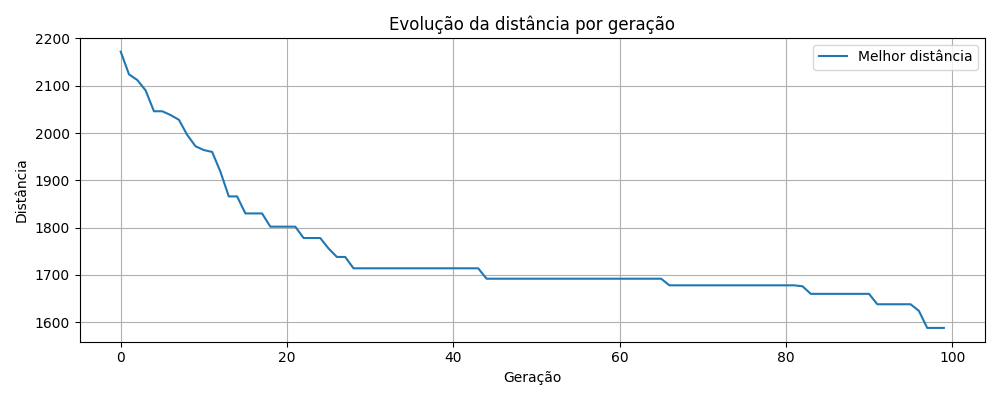 Evolução da distância por geração
Melhor distância
Distância
2200
2100
2000
1900
1800
1700
1600
0 20 40 60 80 100
Geração